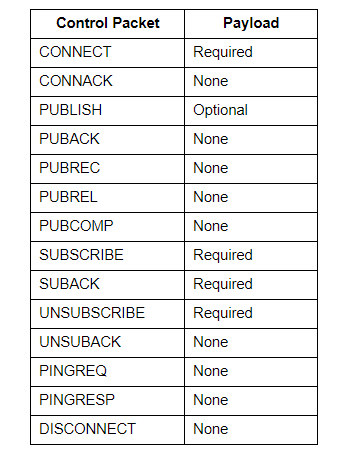 Control Packet Payload
CONNECT Required
CONNACK None
PUBLISH Optional
PUBACK None
PUBREC None
PUBREL None
PUBCOMP None
SUBSCRIBE Required
SUBACK Required
UNSUBSCRIBE Required
UNSUBACK None
PINGREQ None
PINGRESP None
DISCONNECT None